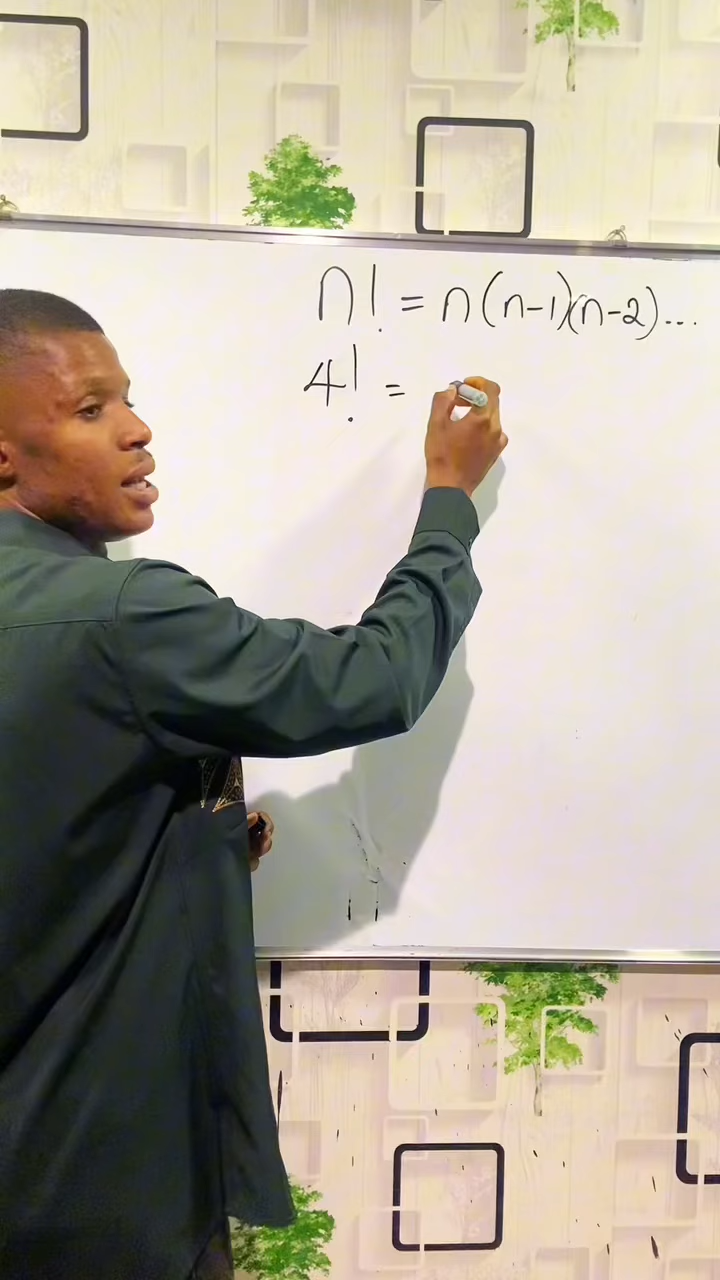 n! = n(n-1)(n-2)...
4! =